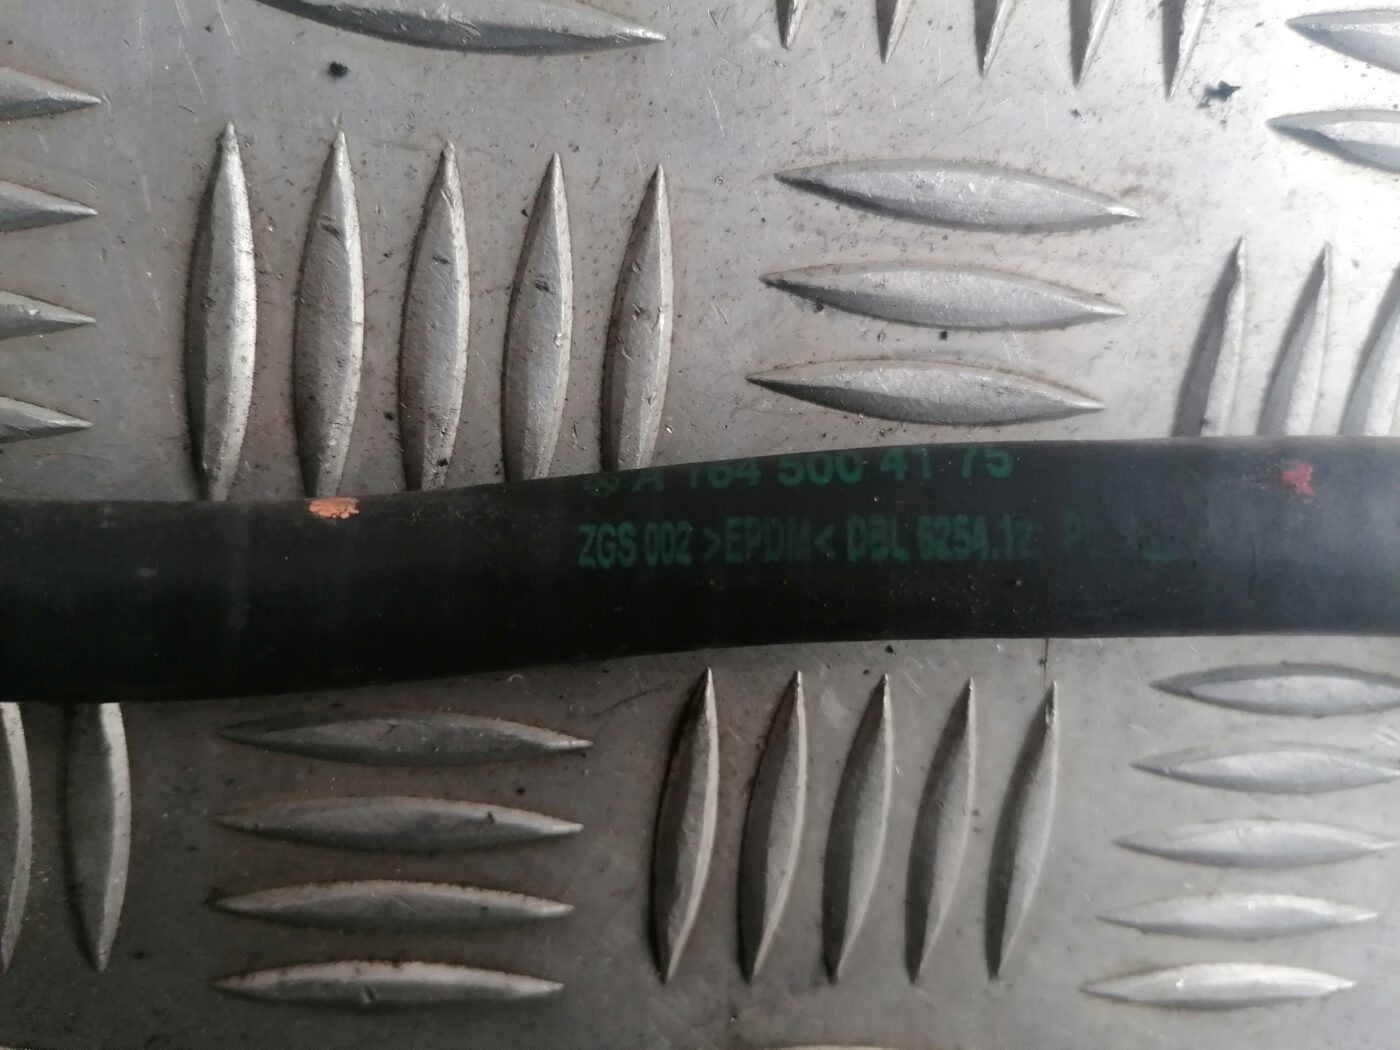 A 164 500 41 75
ZGS 002 >EPDM< DBL 6254.12